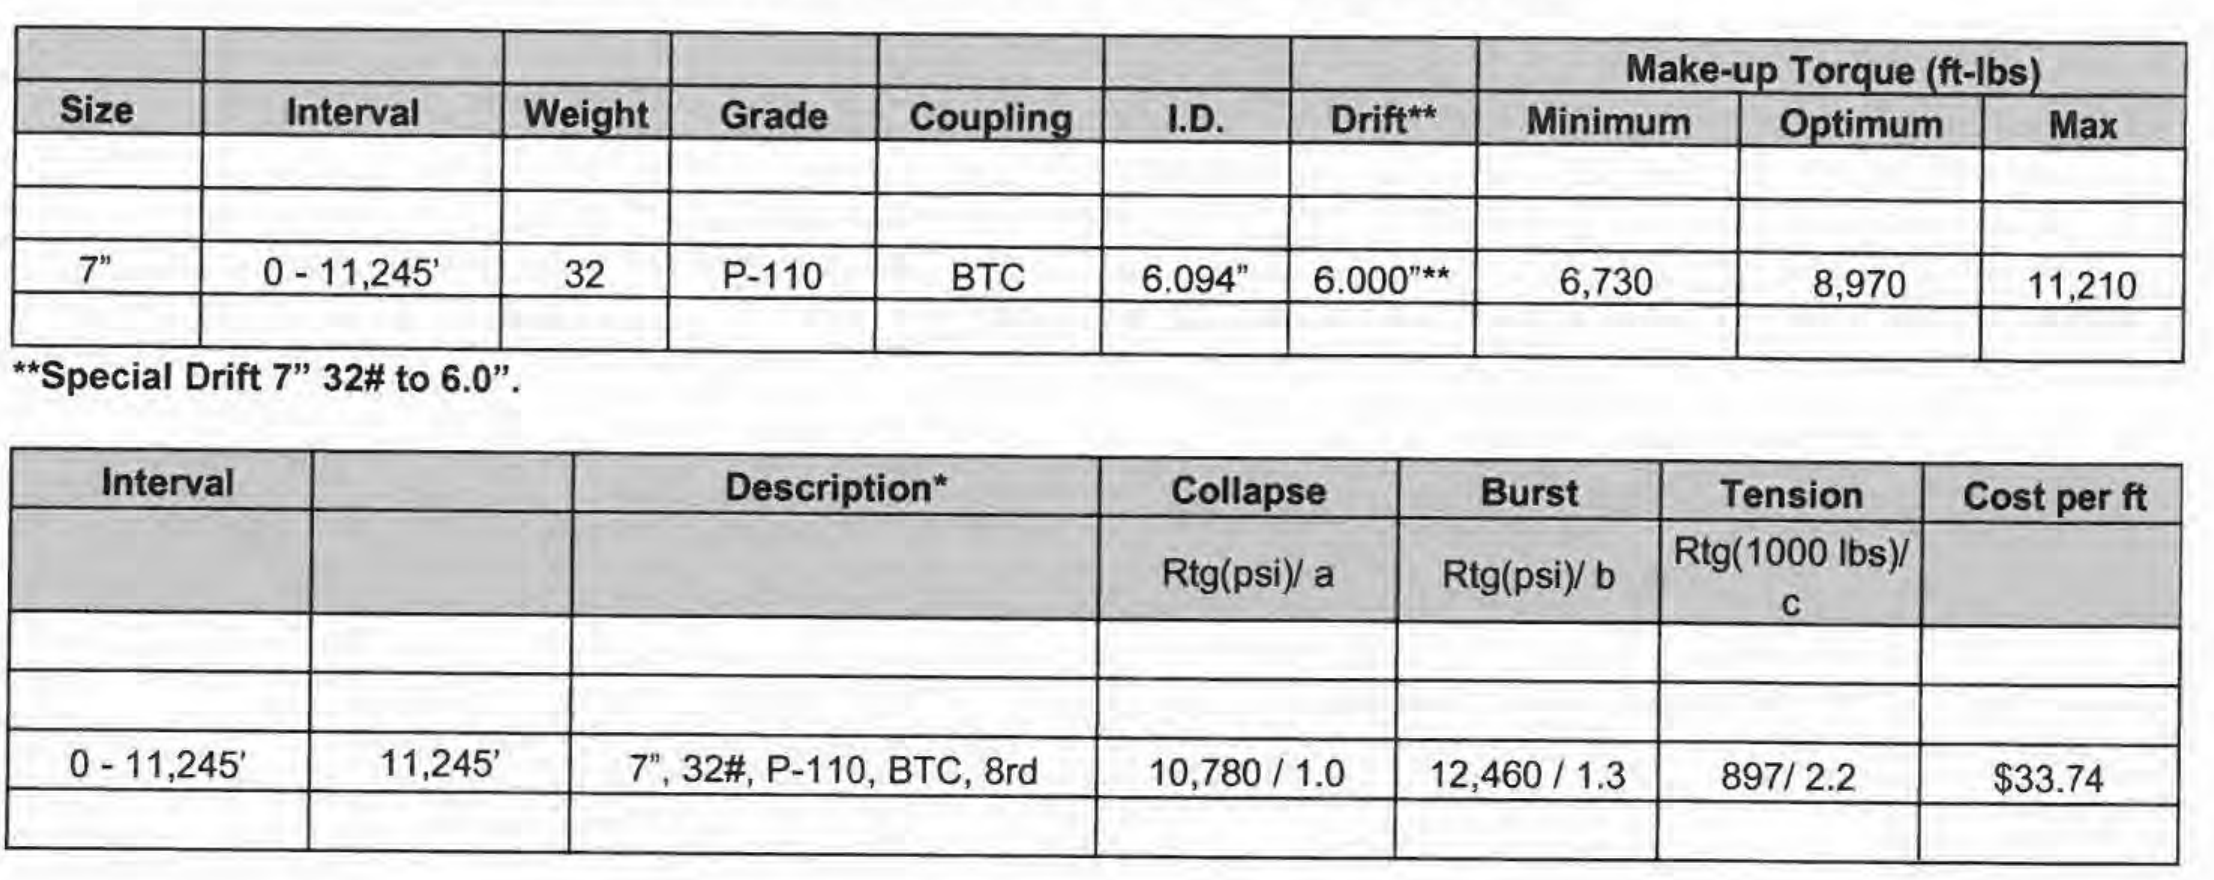 Make-up Torque (ft-lbs)
Size Interval Weight Grade Coupling I.D. Drift** Minimum Optimum Max
7" 0 - 11,245' 32 P-110 BTC 6.094" 6.000"** 6,730 8,970 11,210
**Special Drift 7" 32# to 6.0".
Interval Description* Collapse Burst Tension Cost per ft
Rtg(psi)/ a Rtg(psi)/ b Rtg(1000 lbs)/
c
0 - 11,245' 11,245' 7", 32#, P-110, BTC, 8rd 10,780 / 1.0 12,460 / 1.3 897/ 2.2 $33.74